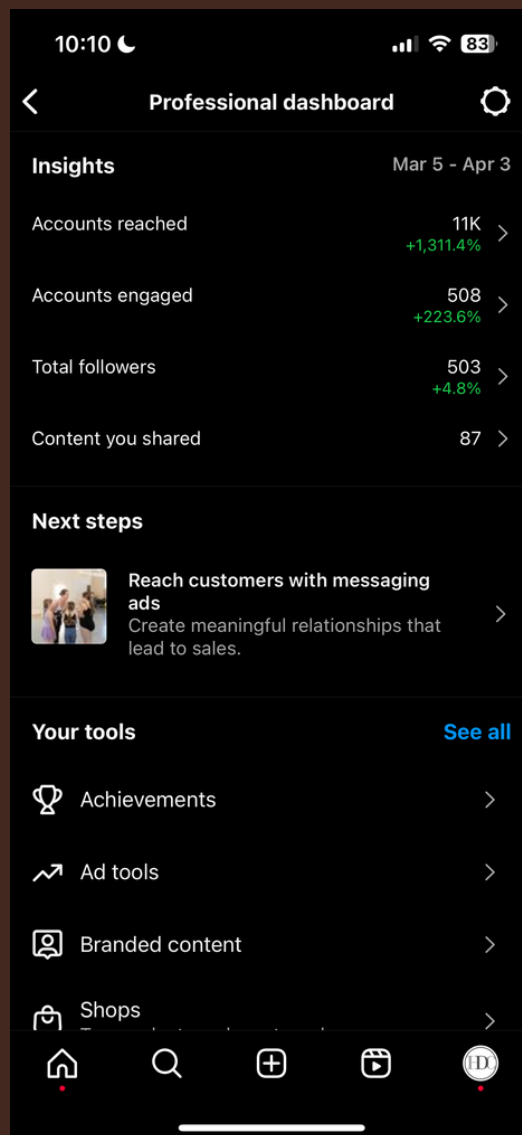 10:10
83
Professional dashboard
Insights
Mar 5 - Apr 3
Accounts reached
11K
+1,311.4%
Accounts engaged
508
+223.6%
Total followers
503
+4.8%
Content you shared
87
Next steps
Reach customers with messaging
ads
Create meaningful relationships that
lead to sales.
Your tools
See all
Achievements
Ad tools
Branded content
Shops
HDC